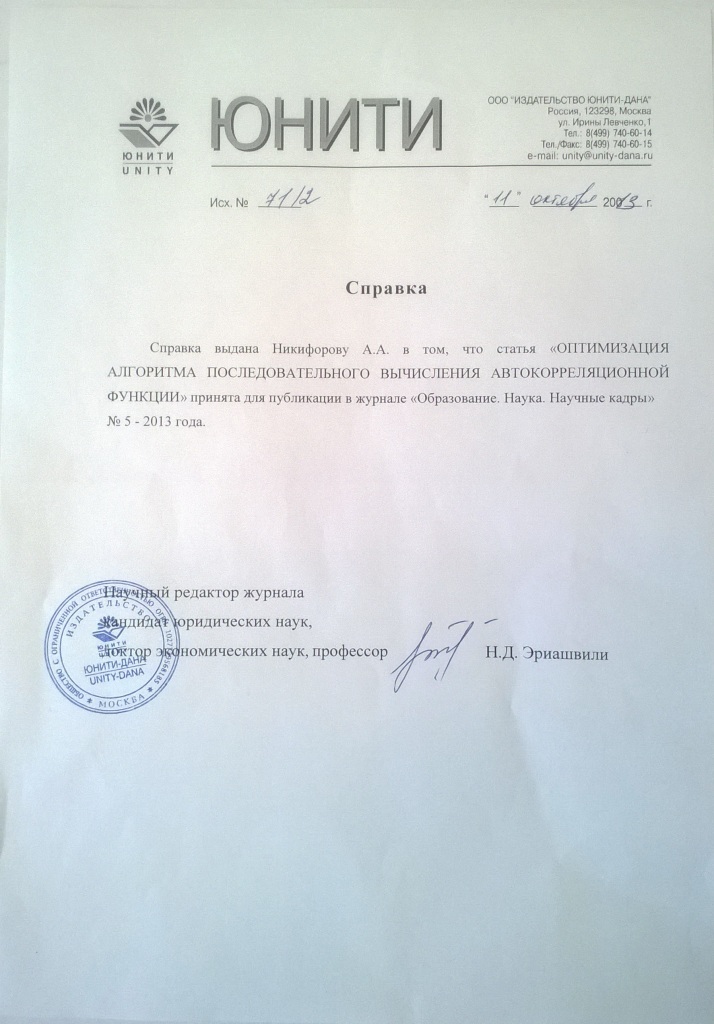 ЮНИТИ
UNITY
ЮНИТИ
ООО "ИЗДАТЕЛЬСТВО ЮНИТИ-ДАНА"
Россия, 123298, Москва
ул. Ирины Левченко,1
Тел.: 8(499) 740-60-14
Тел./Факс: 8(499) 740-60-15
e-mail: unity@unity-dana.ru
Исх. № 71/2
"11" октября 2013 г.
Справка
Справка выдана Никифорову А.А. в том, что статья «ОПТИМИЗАЦИЯ
АЛГОРИТМА ПОСЛЕДОВАТЕЛЬНОГО ВЫЧИСЛЕНИЯ АВТОКОРРЕЛЯЦИОННОЙ
ФУНКЦИИ» принята для публикации в журнале «Образование. Наука. Научные кадры»
№ 5 - 2013 года.
Научный редактор журнала
кандидат юридических наук,
доктор экономических наук, профессор
Н.Д. Эриашвили
ОБЩЕСТВО С ОГРАНИЧЕННОЙ ОТВЕТСТВЕННОСТЬЮ
ИЗДАТЕЛЬСТВО
ЮНИТИ
ЮНИТИ-ДАНА
UNITY-DANA
МОСКВА